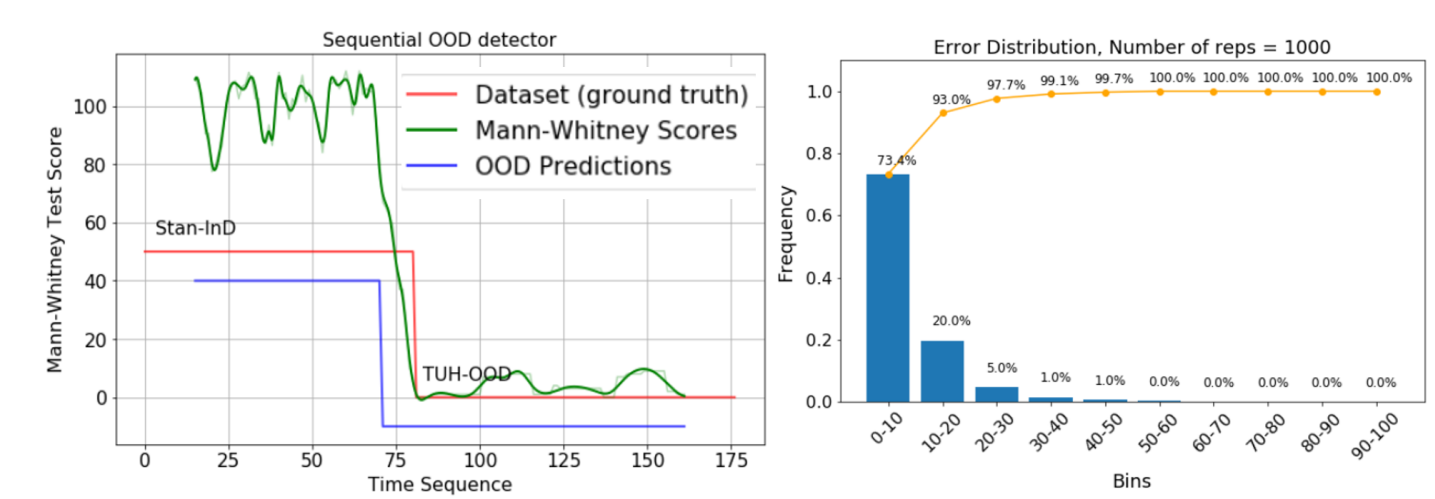 Sequential OOD detector
Mann-Whitney Test Score
100
80
60
40
20
0
Dataset (ground truth)
Mann-Whitney Scores
OOD Predictions
Stan-InD
TUH-OOD
0 25 50 75 100 125 150 175
Time Sequence
Error Distribution, Number of reps = 1000
Frequency
1.0
0.8
0.6
0.4
0.2
0.0
73.4% 93.0% 97.7% 99.1% 99.7% 100.0% 100.0% 100.0% 100.0% 100.0%
20.0% 5.0% 1.0% 1.0% 0.0% 0.0% 0.0% 0.0% 0.0%
0-10 10-20 20-30 30-40 40-50 50-60 60-70 70-80 80-90 90-100
Bins